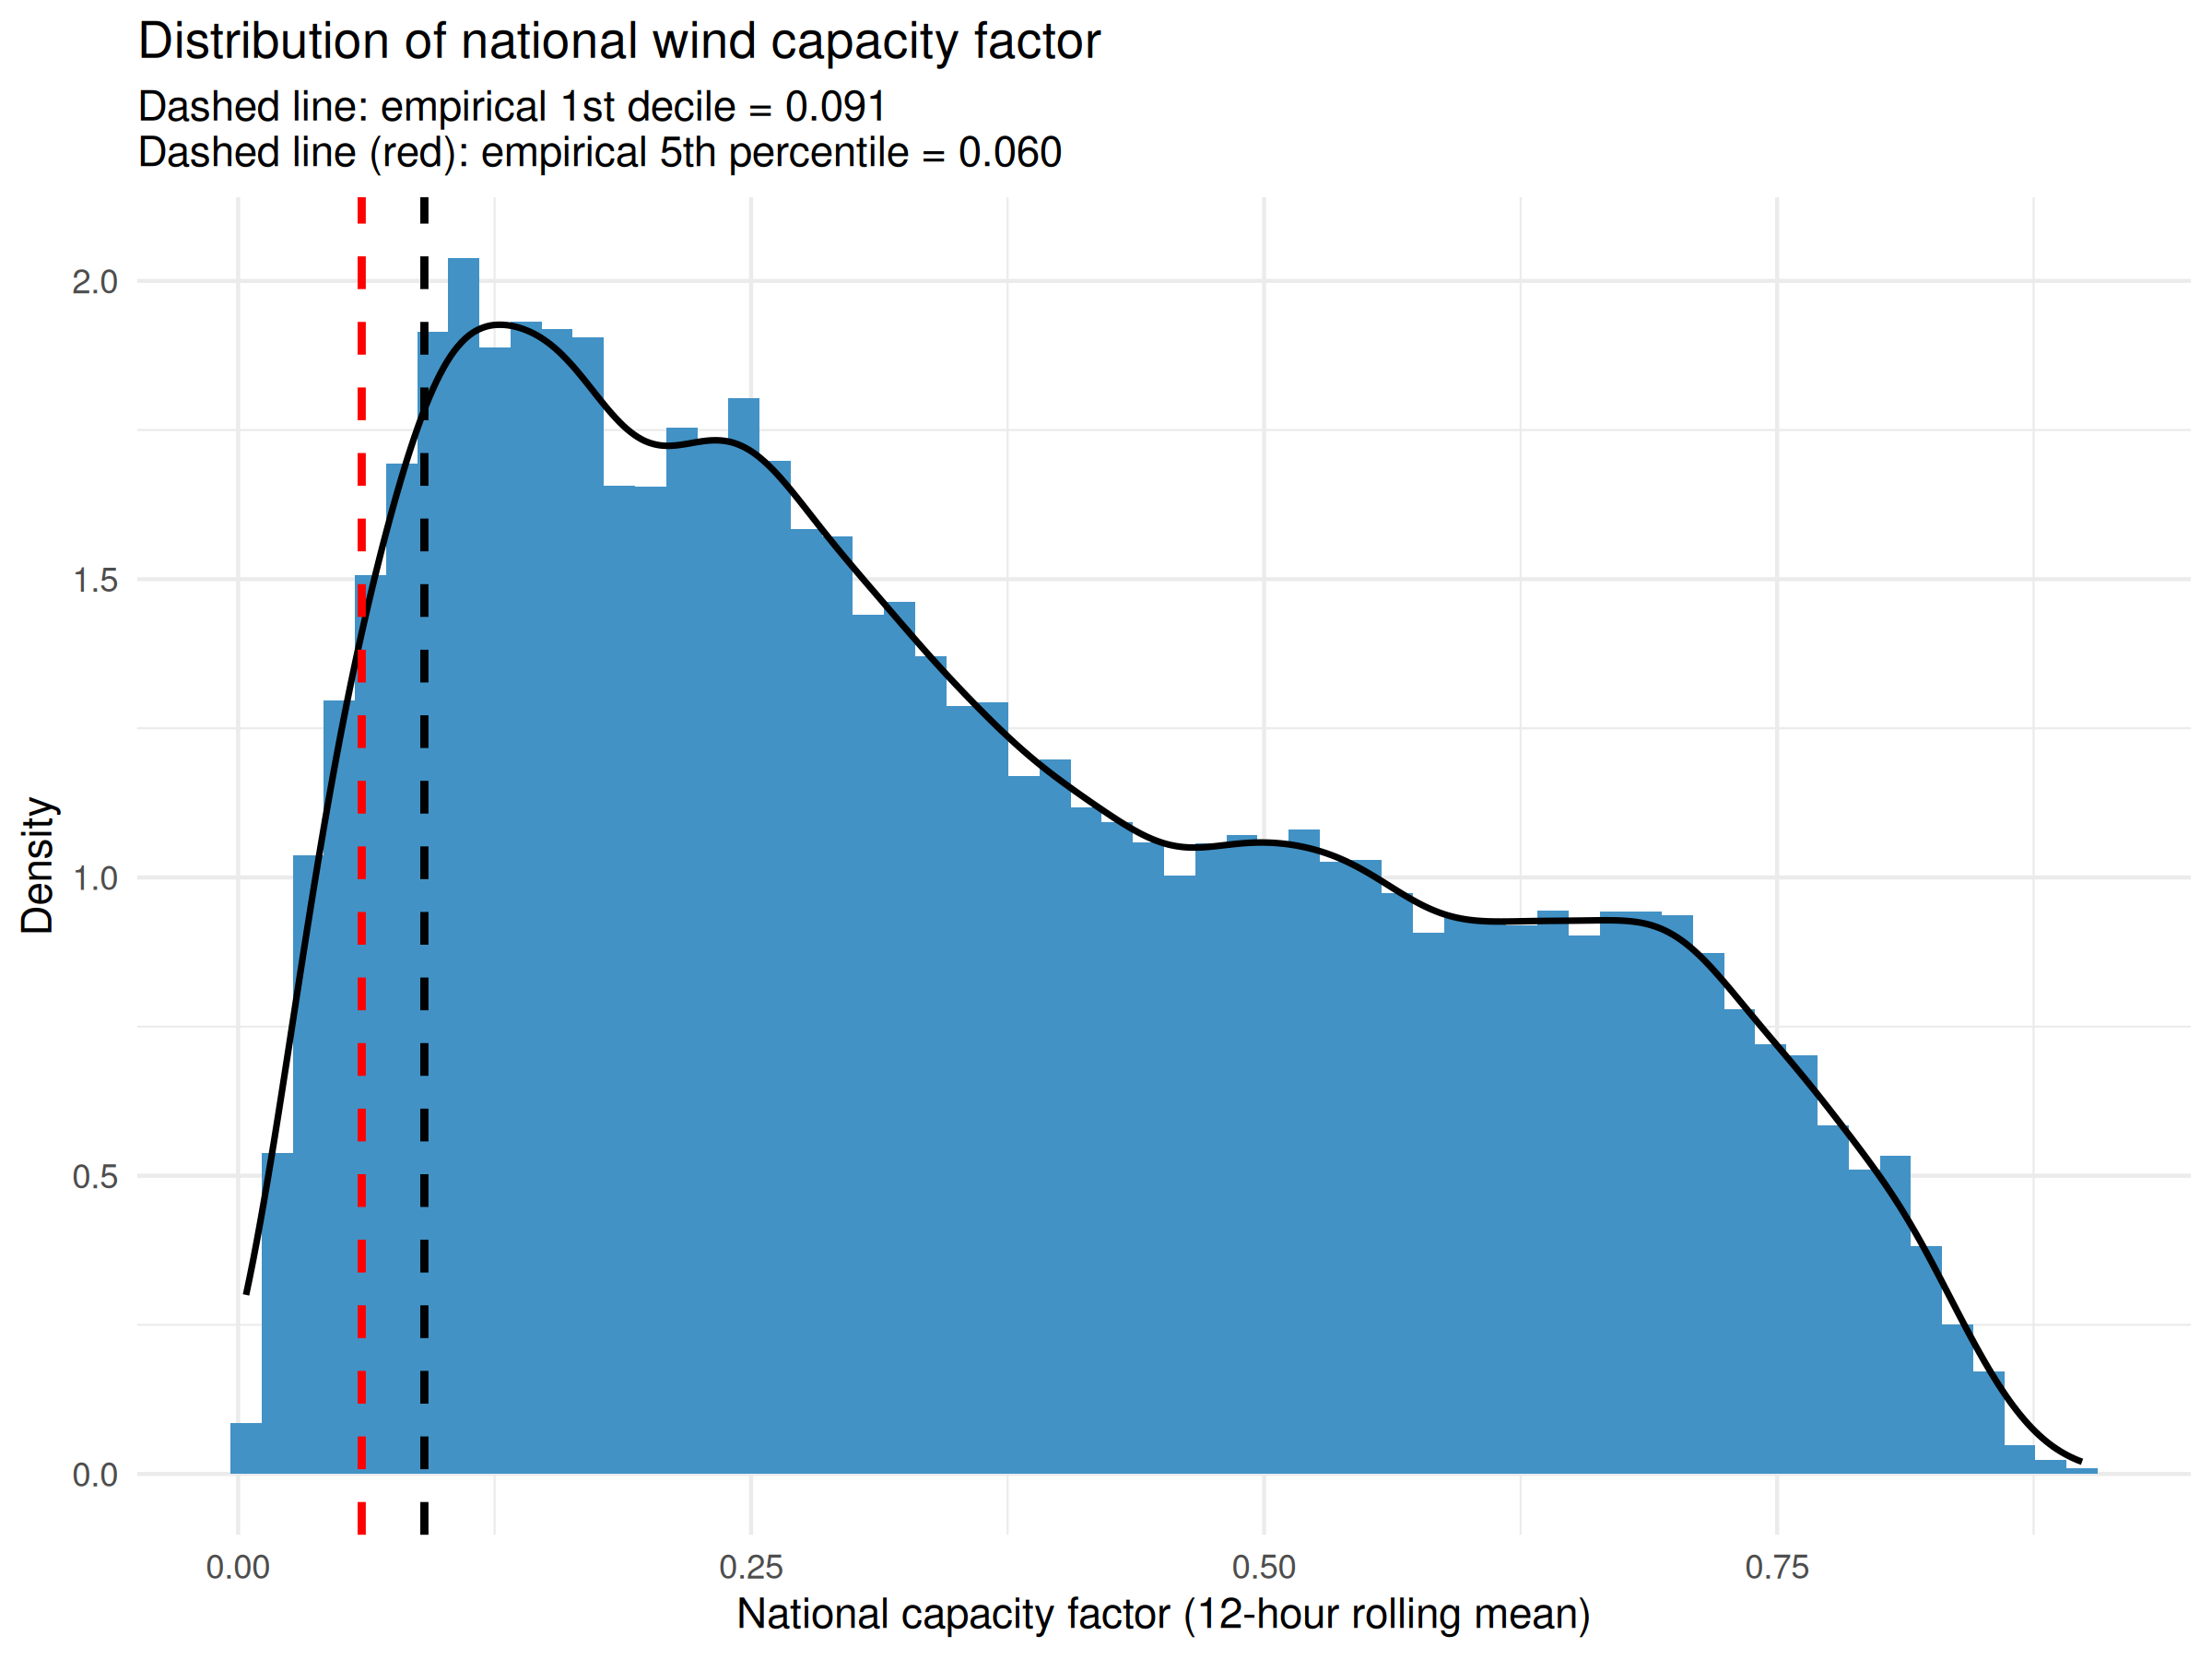 Distribution of national wind capacity factor
Dashed line: empirical 1st decile = 0.091
Dashed line (red): empirical 5th percentile = 0.060
2.0
1.5
1.0
0.5
0.0
Density
0.00 0.25 0.50 0.75
National capacity factor (12-hour rolling mean)